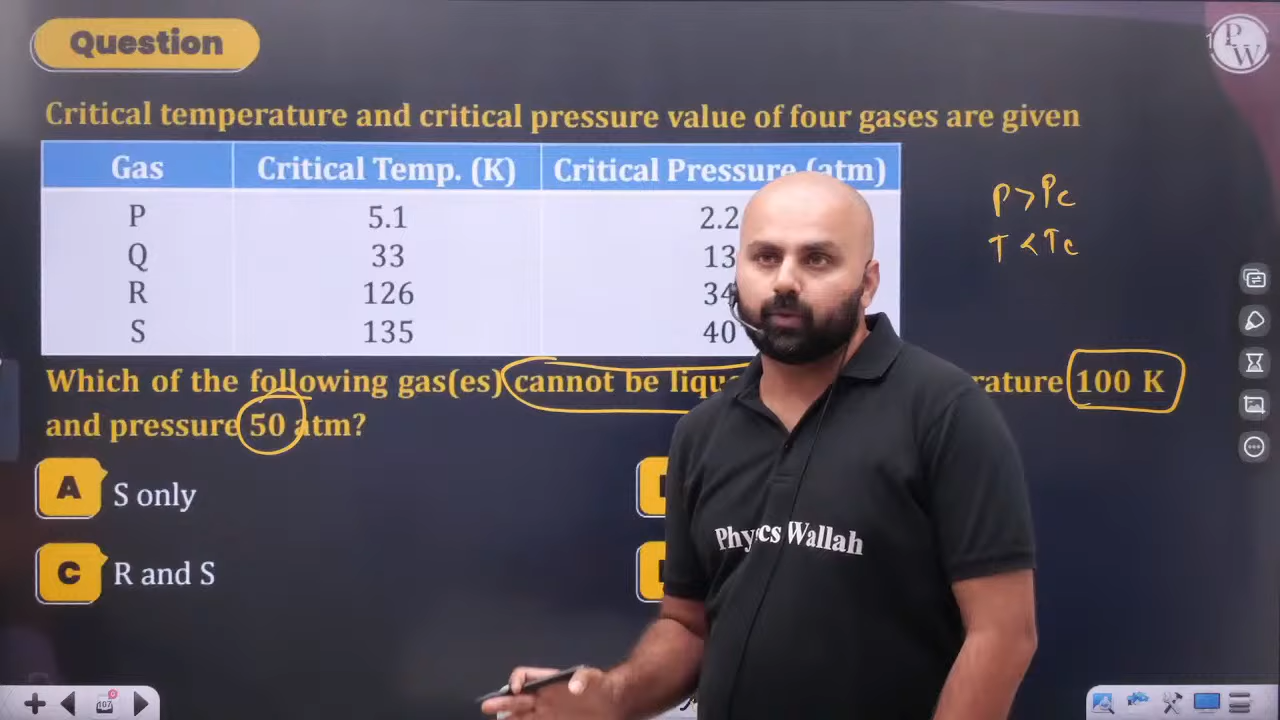 Question
P W
Critical temperature and critical pressure value of four gases are given
Gas Critical Temp. (K) Critical Pressure (atm)
P 5.1 2.2
Q 33 13
R 126 34
S 135 40
P > Pc
T < Tc
Which of the following gas(es) cannot be 100 K
and pressure 50 atm?
A S only
C R and S
Physics Wallah
107